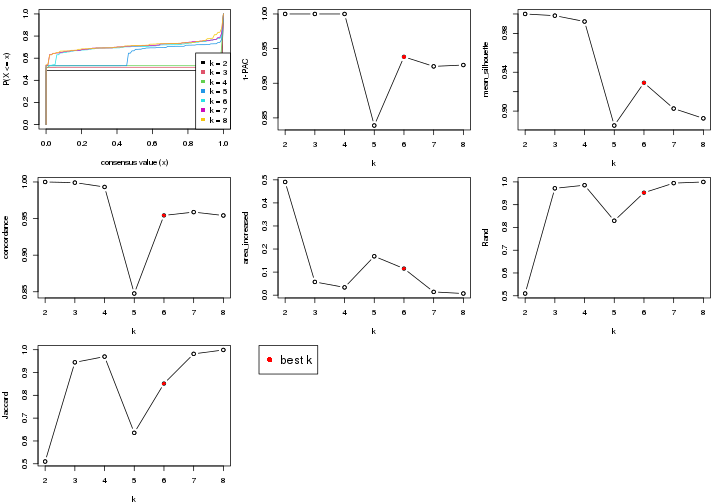 P(X <= x)
0.0 0.2 0.4 0.6 0.8 1.0
k = 2
k = 3
k = 4
k = 5
k = 6
k = 7
k = 8
0.0 0.2 0.4 0.6 0.8 1.0
consensus value (x)
1-PAC
0.85 0.90 0.95 1.00
2 3 4 5 6 7 8
k
mean_silhouette
0.90 0.94 0.98
2 3 4 5 6 7 8
k
concordance
0.85 0.90 0.95 1.00
2 3 4 5 6 7 8
k
area_increased
0.0 0.1 0.2 0.3 0.4 0.5
2 3 4 5 6 7 8
k
Rand
0.5 0.6 0.7 0.8 0.9 1.0
2 3 4 5 6 7 8
k
Jaccard
0.5 0.6 0.7 0.8 0.9 1.0
2 3 4 5 6 7 8
k
best k